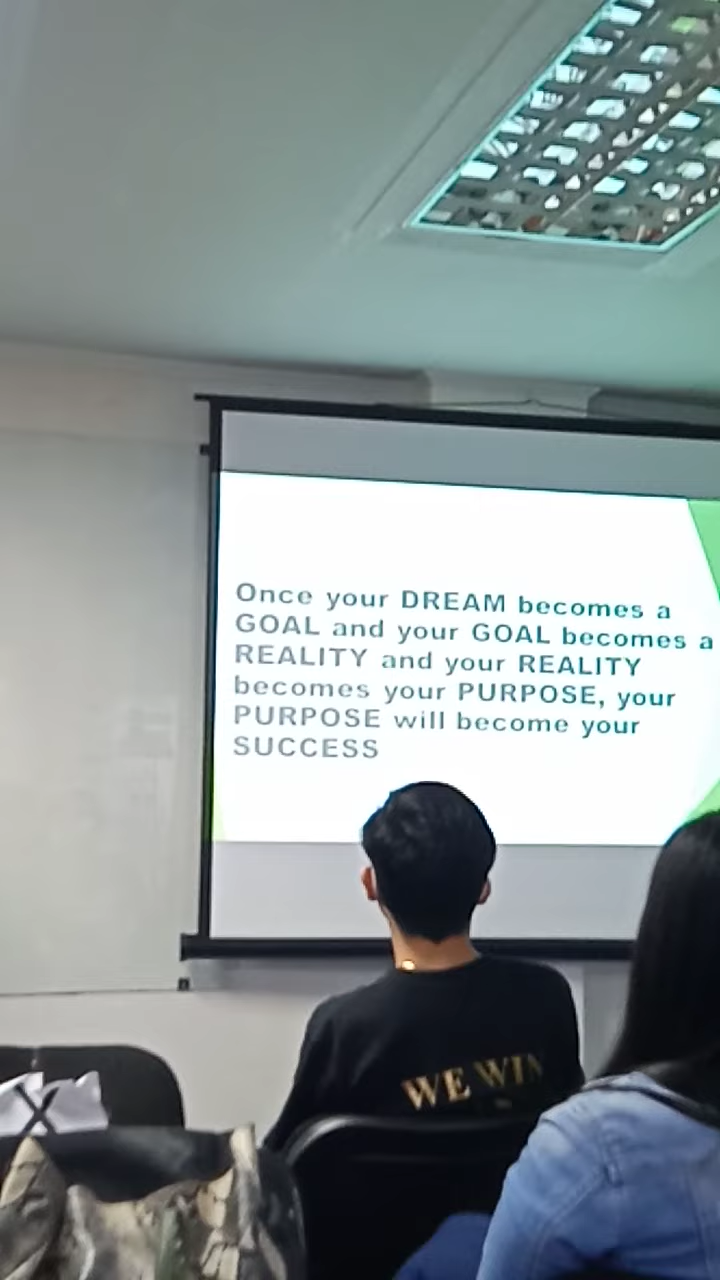 Once your DREAM becomes a
GOAL and your GOAL becomes a
REALITY and your REALITY
becomes your PURPOSE, your
PURPOSE will become your
SUCCESS
WE WIN